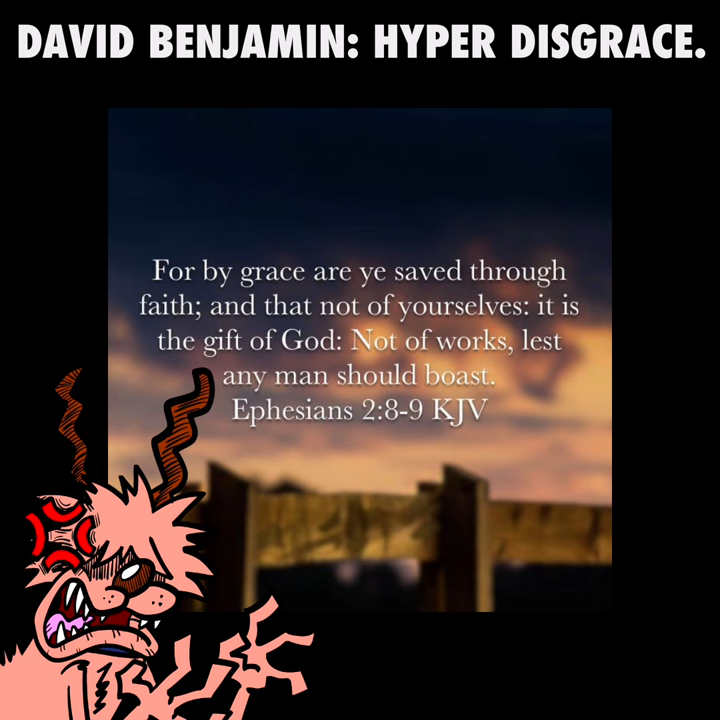 DAVID BENJAMIN: HYPER DISGRACE.
For by grace are ye saved through
faith; and that not of yourselves: it is
the gift of God: Not of works, lest
any man should boast.
Ephesians 2:8-9 KJV